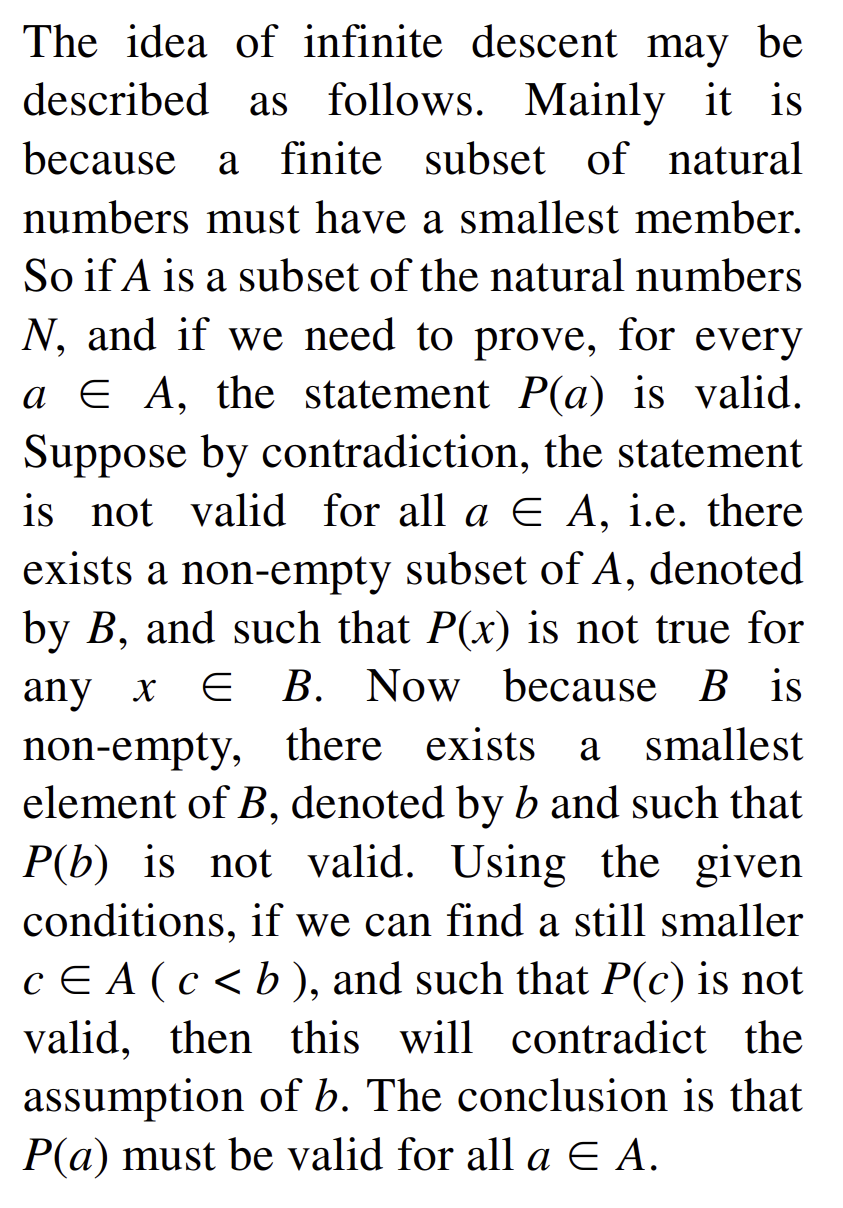 The idea of infinite descent may be
described as follows. Mainly it is
because a finite subset of natural
numbers must have a smallest member.
So if A is a subset of the natural numbers
N, and if we need to prove, for every
a ∈ A, the statement P(a) is valid.
Suppose by contradiction, the statement
is not valid for all a ∈ A, i.e. there
exists a non-empty subset of A, denoted
by B, and such that P(x) is not true for
any x ∈ B. Now because B is
non-empty, there exists a smallest
element of B, denoted by b and such that
P(b) is not valid. Using the given
conditions, if we can find a still smaller
c ∈ A ( c < b ), and such that P(c) is not
valid, then this will contradict the
assumption of b. The conclusion is that
P(a) must be valid for all a ∈ A.